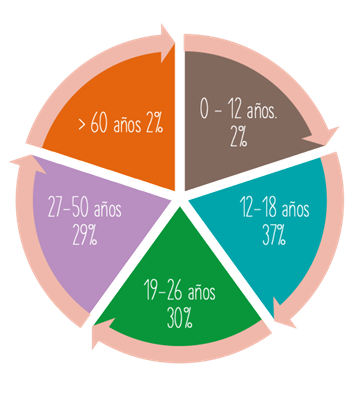 > 60 años 2%
0 - 12 años.
2%
27-50 años
29%
12-18 años
37%
19-26 años
30%